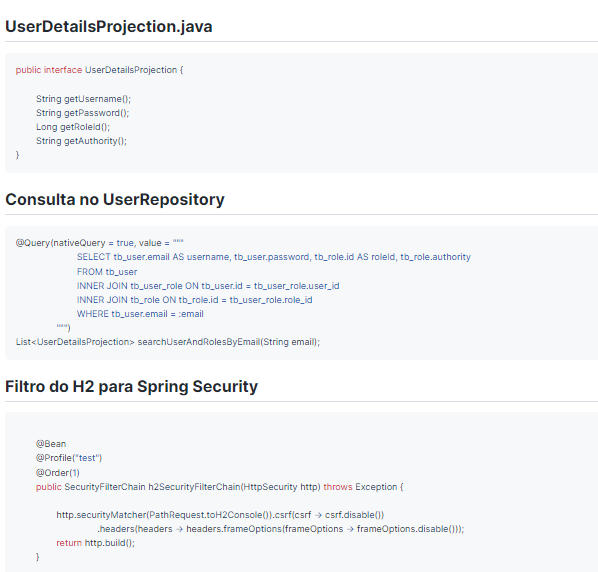 UserDetailsProjection.java
public interface UserDetailsProjection {
String getUsername();
String getPassword();
Long getRoleId();
String getAuthority();
}
Consulta no UserRepository
@Query(nativeQuery = true, value = """
SELECT tb_user.email AS username, tb_user.password, tb_role.id AS roleId, tb_role.authority
FROM tb_user
INNER JOIN tb_user_role ON tb_user.id = tb_user_role.user_id
INNER JOIN tb_role ON tb_role.id = tb_user_role.role_id
WHERE tb_user.email = :email
""")
List<UserDetailsProjection> searchUserAndRolesByEmail(String email);
Filtro do H2 para Spring Security
@Bean
@Profile("test")
@Order(1)
public SecurityFilterChain h2SecurityFilterChain(HttpSecurity http) throws Exception {
http.securityMatcher(PathRequest.toH2Console()).csrf(csrf -> csrf.disable())
.headers(headers -> headers.frameOptions(frameOptions -> frameOptions.disable()));
return http.build();
}